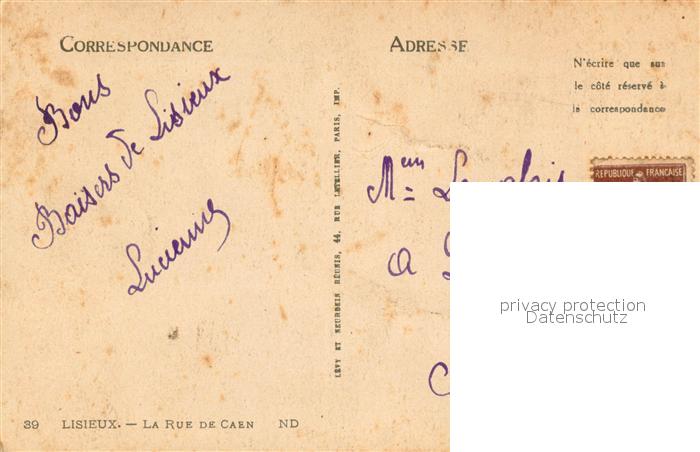 CORRESPONDANCE
Bons
Baisers de Lisieux
Lucienne
39 LISIEUX. — LA RUE DE CAEN ND
LÉVY ET NEURDEIN RÉUNIS, 44, RUE LETELLIER, PARIS, IMP.
ADRESSE
N'écrire que sur
le côté réservé à
la correspondance
REPUBLIQUE FRANÇAISE
Mme
a
privacy protection
Datenschutz